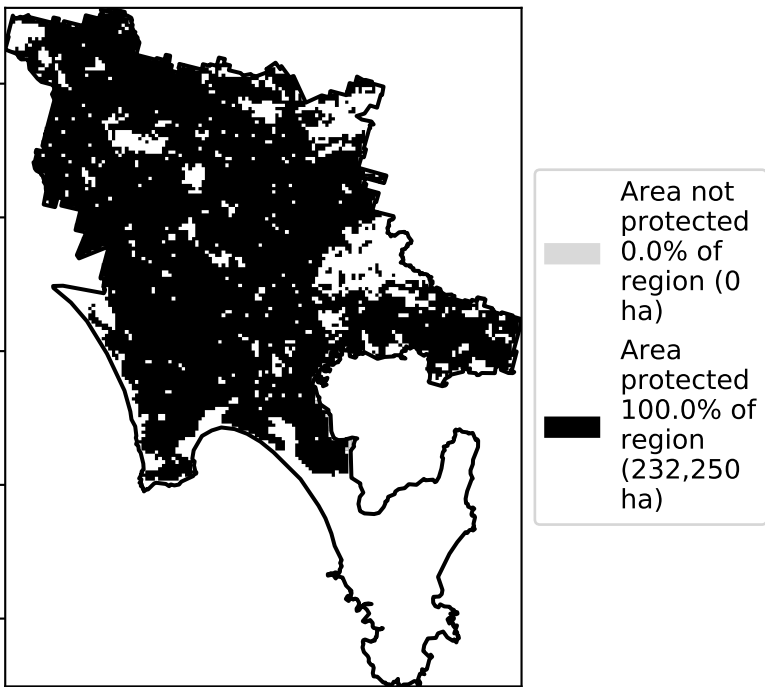 Area not
protected
0.0% of
region (0
ha)
Area
protected
100.0% of
region
(232,250
ha)